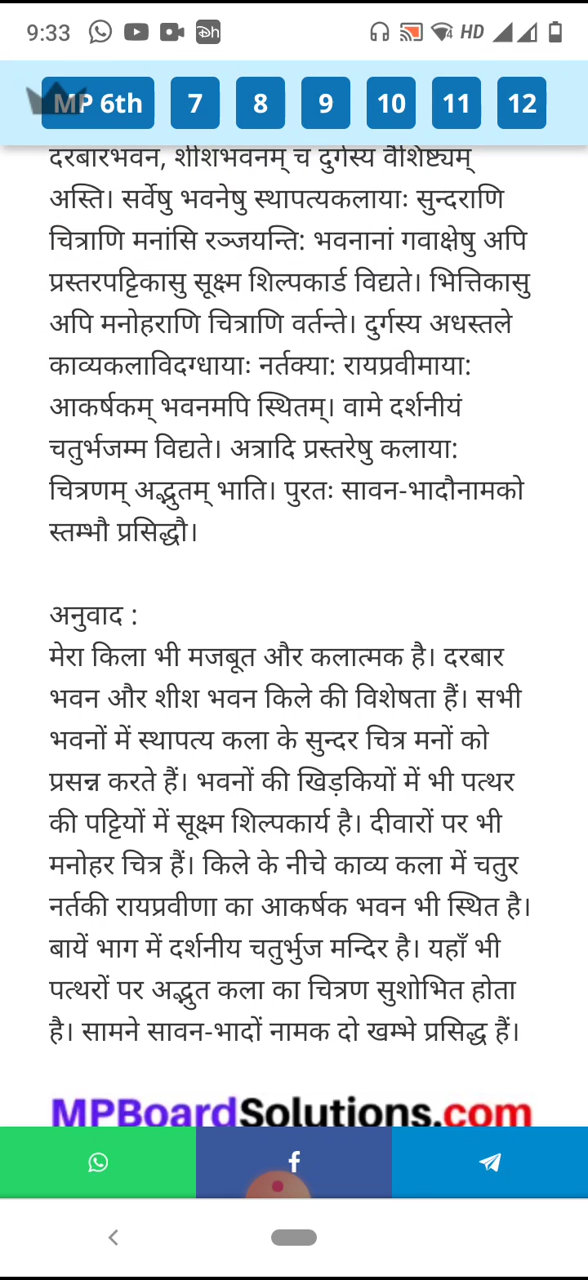 9:33 HD
MP 6th 7 8 9 10 11 12
दरबारभवन, शीशभवनम् च दुर्गस्य वैशिष्ट्यम्
अस्ति। सर्वेषु भवनेषु स्थापत्यकलायाः सुन्दराणि
चित्राणि मनांसि रञ्जयन्ति: भवनानां गवाक्षेषु अपि
प्रस्तरपट्टिकासु सूक्ष्म शिल्पकार्ड विद्यते। भित्तिकासु
अपि मनोहराणि चित्राणि वर्तन्ते। दुर्गस्य अधस्तले
काव्यकलाविदग्धायाः नर्तक्या: रायप्रवीमाया:
आकर्षकम् भवनमपि स्थितम्। वामे दर्शनीयं
चतुर्भजम्म विद्यते। अत्रादि प्रस्तरेषु कलाया:
चित्रणम् अद्भुतम् भाति। पुरतः सावन-भादौनामको
स्तम्भौ प्रसिद्धौ।
अनुवाद :
मेरा किला भी मजबूत और कलात्मक है। दरबार
भवन और शीश भवन किले की विशेषता हैं। सभी
भवनों में स्थापत्य कला के सुन्दर चित्र मनों को
प्रसन्न करते हैं। भवनों की खिड़कियों में भी पत्थर
की पट्टियों में सूक्ष्म शिल्पकार्य है। दीवारों पर भी
मनोहर चित्र हैं। किले के नीचे काव्य कला में चतुर
नर्तकी रायप्रवीणा का आकर्षक भवन भी स्थित है।
बायें भाग में दर्शनीय चतुर्भुज मन्दिर है। यहाँ भी
पत्थरों पर अद्भुत कला का चित्रण सुशोभित होता
है। सामने सावन-भादों नामक दो खम्भे प्रसिद्ध हैं।
MPBoardSolutions.com